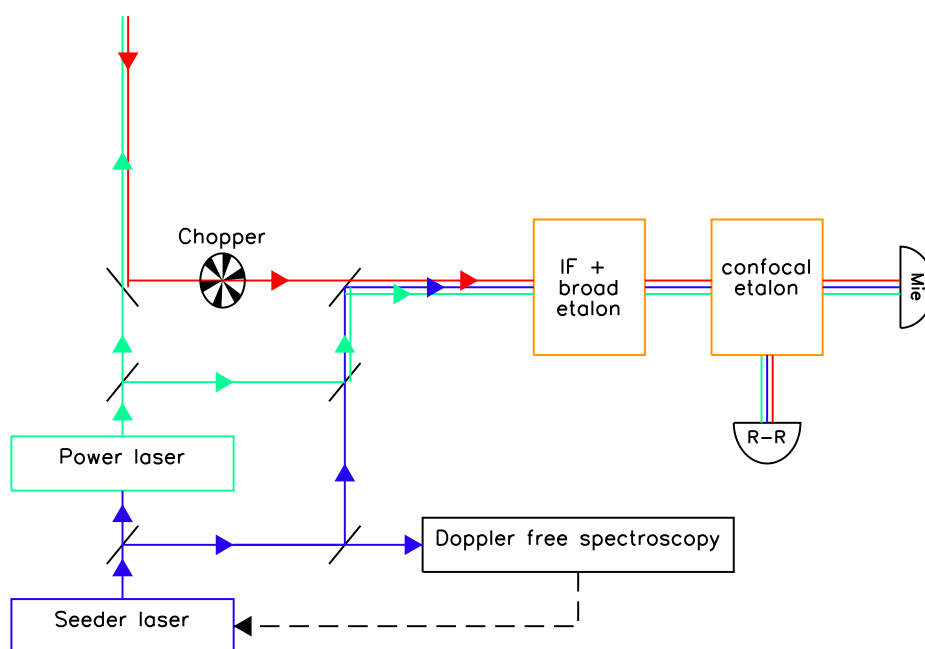 Chopper
IF +
broad
etalon
confocal
etalon
Mie
R-R
Power laser
Doppler free spectroscopy
Seeder laser